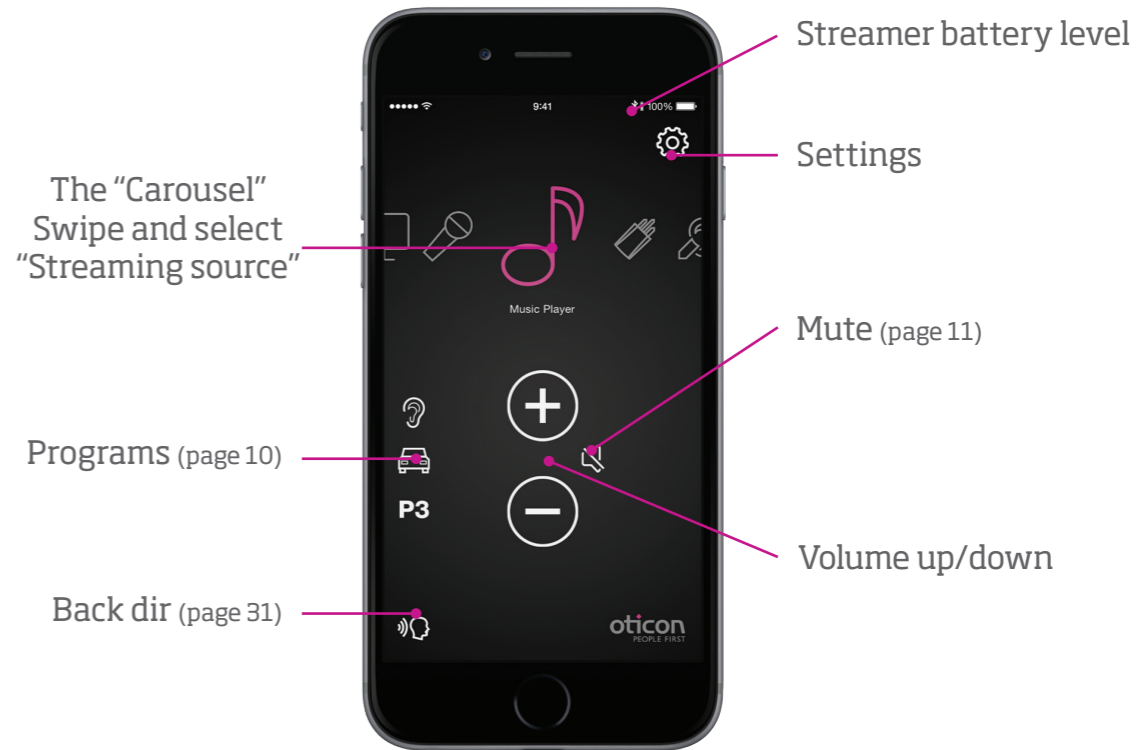 Streamer battery level
9:41
100%
Settings
The “Carousel”
Swipe and select
“Streaming source”
Music Player
Mute (page 11)
Programs (page 10)
P3
Volume up/down
Back dir (page 31)
oticon
PEOPLE FIRST